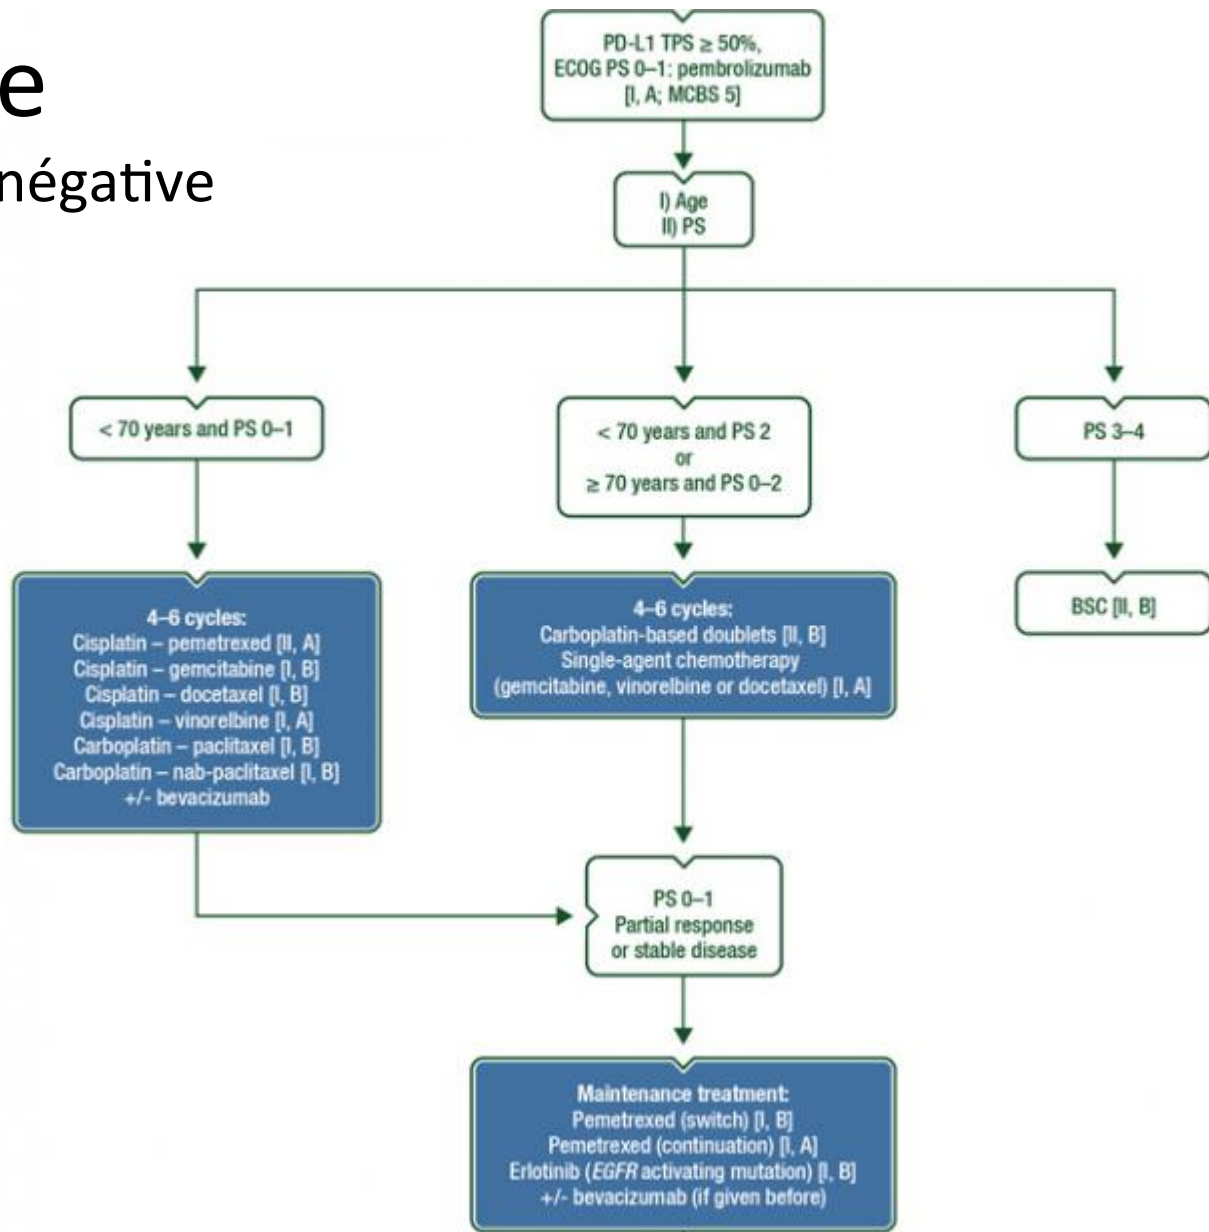 e
négative
PD-L1 TPS ≥ 50%,
ECOG PS 0–1: pembrolizumab
[I, A; MCBS 5]
I) Age
II) PS
< 70 years and PS 0–1
< 70 years and PS 2
or
≥ 70 years and PS 0–2
PS 3–4
4–6 cycles:
Cisplatin – pemetrexed [II, A]
Cisplatin – gemcitabine [I, B]
Cisplatin – docetaxel [I, B]
Cisplatin – vinorelbine [I, A]
Carboplatin – paclitaxel [I, B]
Carboplatin – nab-paclitaxel [I, B]
+/- bevacizumab
4–6 cycles:
Carboplatin-based doublets [II, B]
Single-agent chemotherapy
(gemcitabine, vinorelbine or docetaxel) [I, A]
BSC [II, B]
PS 0–1
Partial response
or stable disease
Maintenance treatment:
Pemetrexed (switch) [I, B]
Pemetrexed (continuation) [I, A]
Erlotinib (EGFR activating mutation) [I, B]
+/- bevacizumab (if given before)